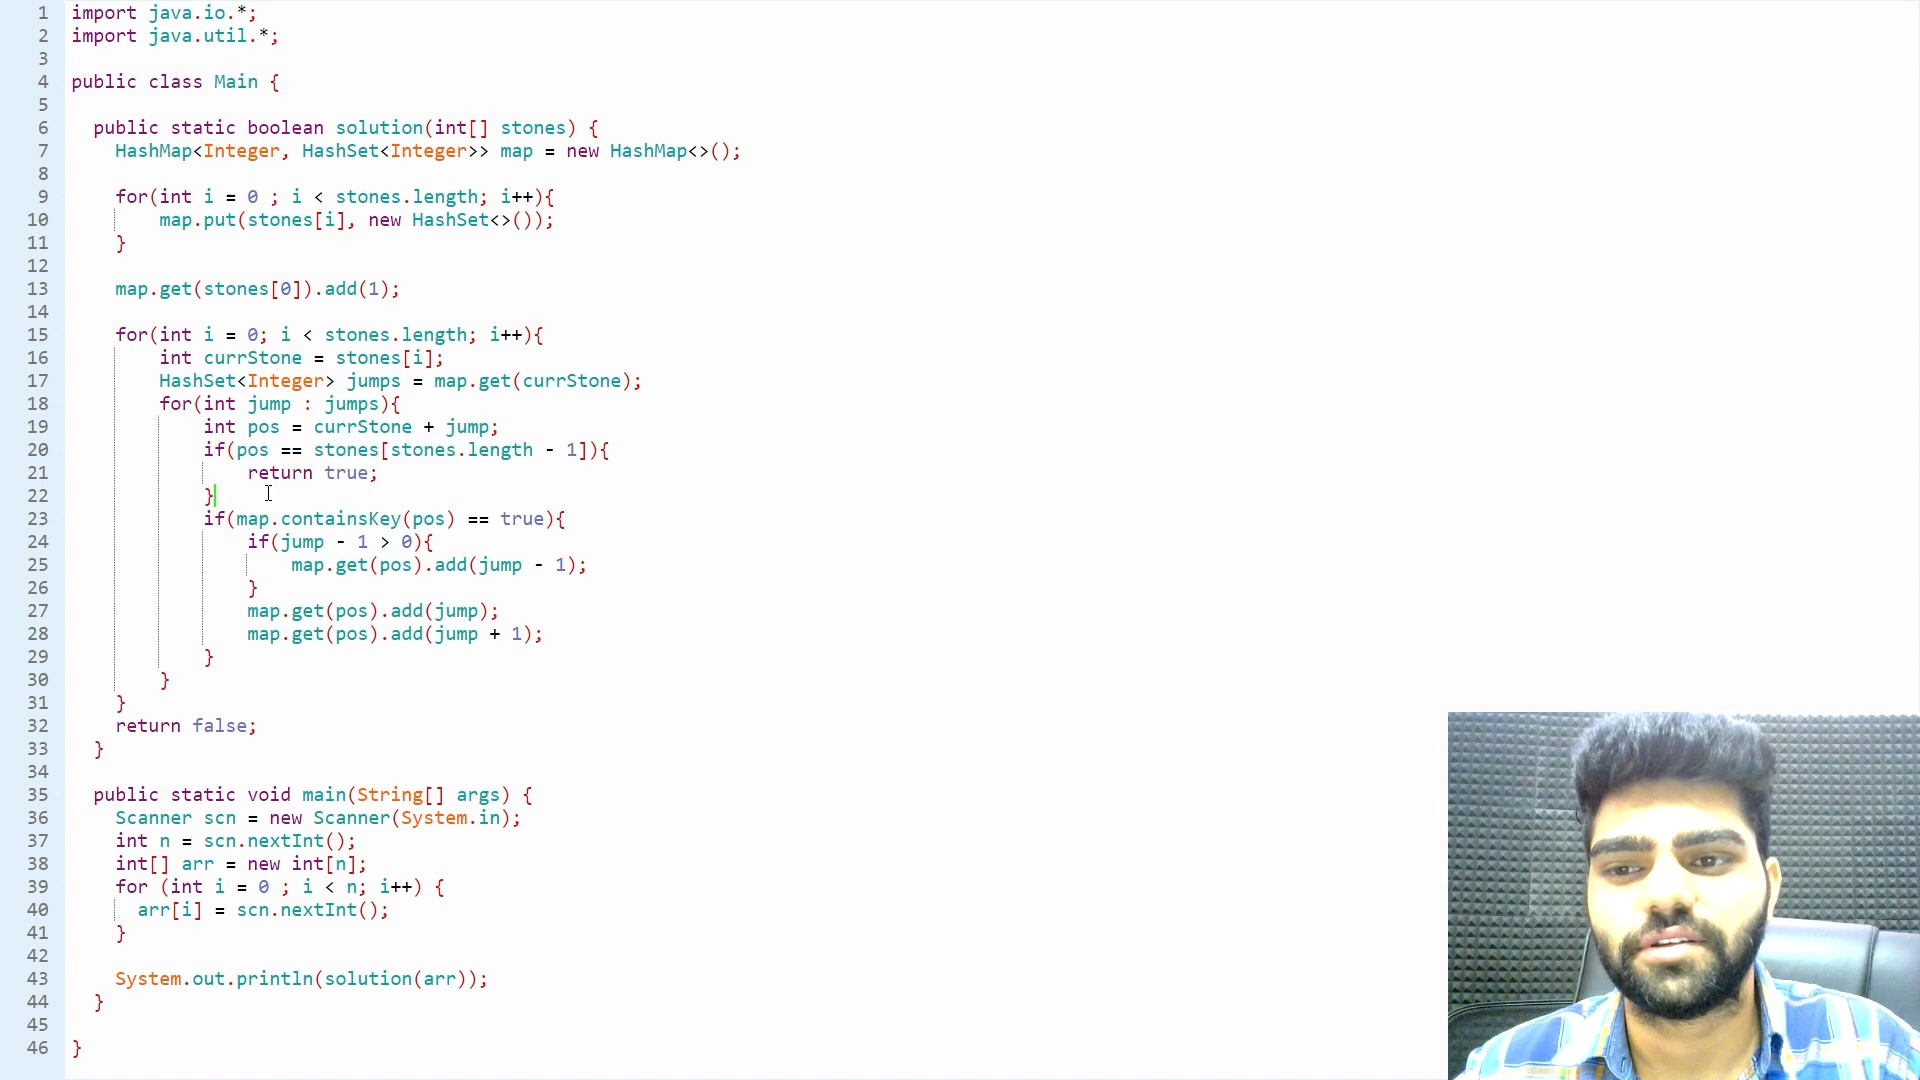 1 import java.io.*;
2 import java.util.*;
3
4 public class Main {
5
6 public static boolean solution(int[] stones) {
7 HashMap<Integer, HashSet<Integer>> map = new HashMap<>();
8
9 for(int i = 0 ; i < stones.length; i++){
10 map.put(stones[i], new HashSet<>());
11 }
12
13 map.get(stones[0]).add(1);
14
15 for(int i = 0; i < stones.length; i++){
16 int currStone = stones[i];
17 HashSet<Integer> jumps = map.get(currStone);
18 for(int jump : jumps){
19 int pos = currStone + jump;
20 if(pos == stones[stones.length - 1]){
21 return true;
22 }
23 if(map.containsKey(pos) == true){
24 if(jump - 1 > 0){
25 map.get(pos).add(jump - 1);
26 }
27 map.get(pos).add(jump);
28 map.get(pos).add(jump + 1);
29 }
30 }
31 }
32 return false;
33 }
34
35 public static void main(String[] args) {
36 Scanner scn = new Scanner(System.in);
37 int n = scn.nextInt();
38 int[] arr = new int[n];
39 for (int i = 0 ; i < n; i++) {
40 arr[i] = scn.nextInt();
41 }
42
43 System.out.println(solution(arr));
44 }
45
46 }